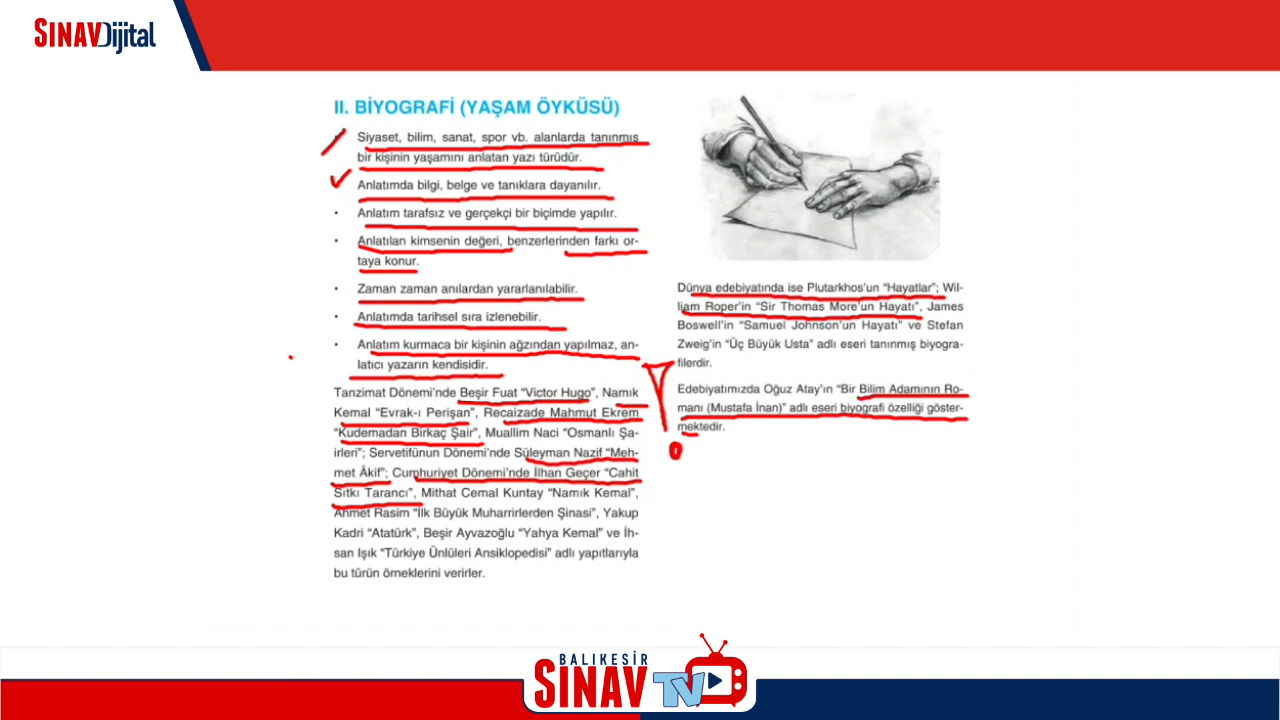 SINAVDijital
II. BİYOGRAFİ (YAŞAM ÖYKÜSÜ)
• Siyaset, bilim, sanat, spor vb. alanlarda tanınmış
bir kişinin yaşamını anlatan yazı türüdür.
Anlatımda bilgi, belge ve tanıklara dayanılır.
• Anlatım tarafsız ve gerçekçi bir biçimde yapılır.
• Anlatılan kimsenin değeri, benzerlerinden farkı or-
taya konur.
• Zaman zaman anılardan yararlanılabilir.
• Anlatımda tarihsel sıra izlenebilir.
• Anlatım kurmaca bir kişinin ağzından yapılmaz, an-
latıcı yazarın kendisidir.
Tanzimat Dönemi’nde Beşir Fuat “Victor Hugo”, Namık
Kemal “Evrak-ı Perişan”, Recaizade Mahmut Ekrem
“Kudemadan Birkaç Şair”, Muallim Naci “Osmanlı Şa-
irleri”; Servetifünun Dönemi’nde Süleyman Nazif “Meh-
met Âkif”; Cumhuriyet Dönemi’nde İlhan Geçer “Cahit
Sıtkı Tarancı”, Mithat Cemal Kuntay “Namık Kemal”,
Ahmet Rasim “İlk Büyük Muharrirlerden Şinasi”, Yakup
Kadri “Atatürk”, Beşir Ayvazoğlu “Yahya Kemal” ve İh-
san Işık “Türkiye Ünlüleri Ansiklopedisi” adlı yapıtlarıyla
bu türün örneklerini verirler.
Dünya edebiyatında ise Plutarkhos’un “Hayatlar”; Wil-
liam Roper’in “Sir Thomas More’un Hayatı”, James
Boswell’in “Samuel Johnson’un Hayatı” ve Stefan
Zweig’in “Üç Büyük Usta” adlı eseri tanınmış biyogra-
filerdir.
Edebiyatımızda Oğuz Atay’ın “Bir Bilim Adamının Ro-
manı (Mustafa İnan)” adlı eseri biyografi özelliği göster-
mektedir.
BALIKESİR
SINAV TV